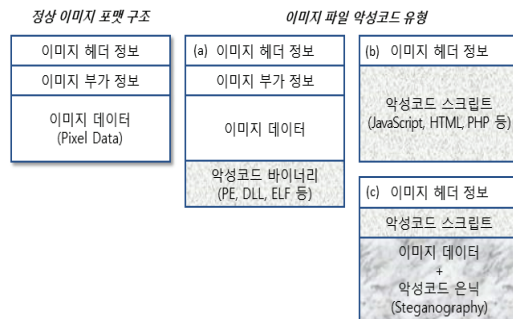 정상 이미지 포맷 구조
이미지 헤더 정보
이미지 부가 정보
이미지 데이터
(Pixel Data)
이미지 파일 악성코드 유형
(a) 이미지 헤더 정보
이미지 부가 정보
이미지 데이터
악성코드 바이너리
(PE, DLL, ELF 등)
(b) 이미지 헤더 정보
악성코드 스크립트
(JavaScript, HTML, PHP 등)
(c) 이미지 헤더 정보
악성코드 스크립트
이미지 데이터
+
악성코드 은닉
(Steganography)